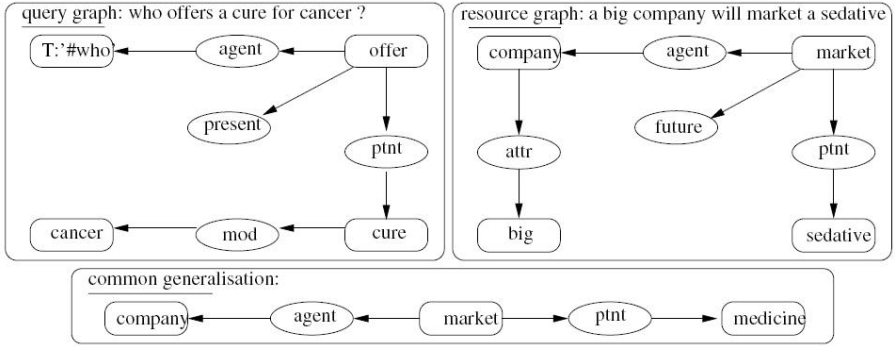 query graph: who offers a cure for cancer ?
T:'#who'
agent
offer
present
ptnt
cancer
mod
cure
resource graph: a big company will market a sedative
company
agent
market
future
attr
ptnt
big
sedative
common generalisation:
company
agent
market
ptnt
medicine